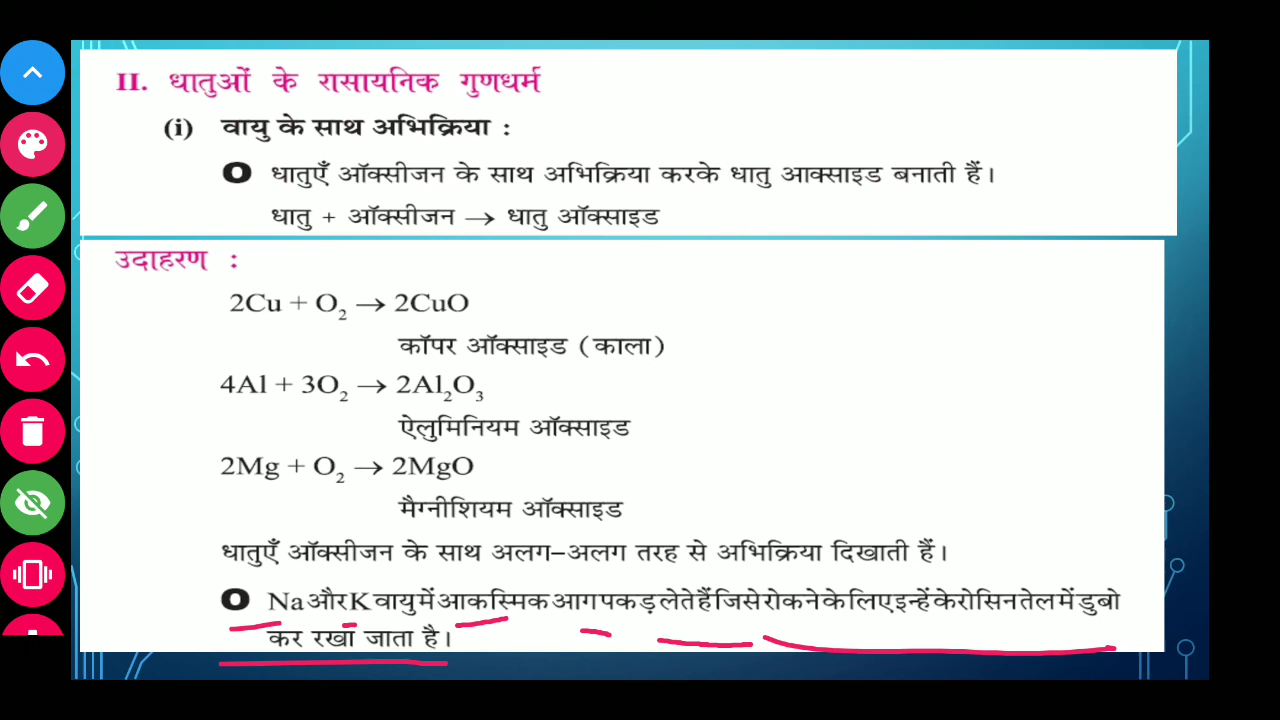 II. धातुओं के रासायनिक गुणधर्म
(i) वायु के साथ अभिक्रिया :
O धातुएँ ऑक्सीजन के साथ अभिक्रिया करके धातु आक्साइड बनाती हैं।
धातु + ऑक्सीजन → धातु ऑक्साइड
उदाहरण :
2Cu + O₂ → 2CuO
कॉपर ऑक्साइड (काला)
4Al + 3O₂ → 2Al₂O₃
ऐलुमिनियम ऑक्साइड
2Mg + O₂ → 2MgO
मैग्नीशियम ऑक्साइड
धातुएँ ऑक्सीजन के साथ अलग-अलग तरह से अभिक्रिया दिखाती हैं।
O Na और K वायु में आकस्मिक आग पकड़ लेते हैं जिसे रोकने के लिए इन्हें केरोसिन तेल में डुबो
कर रखा जाता है।